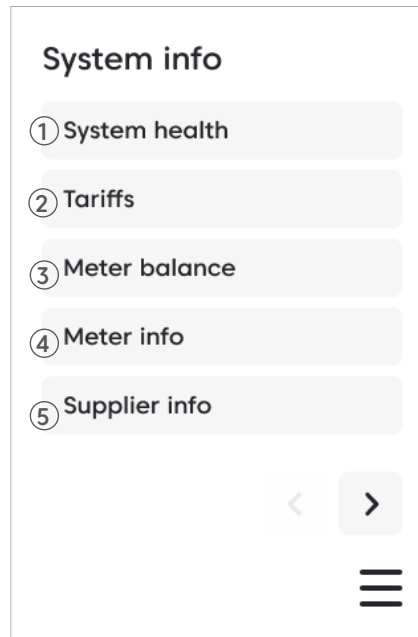 System info
① System health
② Tariffs
③ Meter balance
④ Meter info
⑤ Supplier info